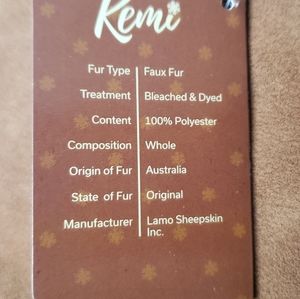 Remi
Fur Type Faux Fur
Treatment Bleached & Dyed
Content 100% Polyester
Composition Whole
Origin of Fur Australia
State of Fur Original
Manufacturer Lamo Sheepskin
Inc.